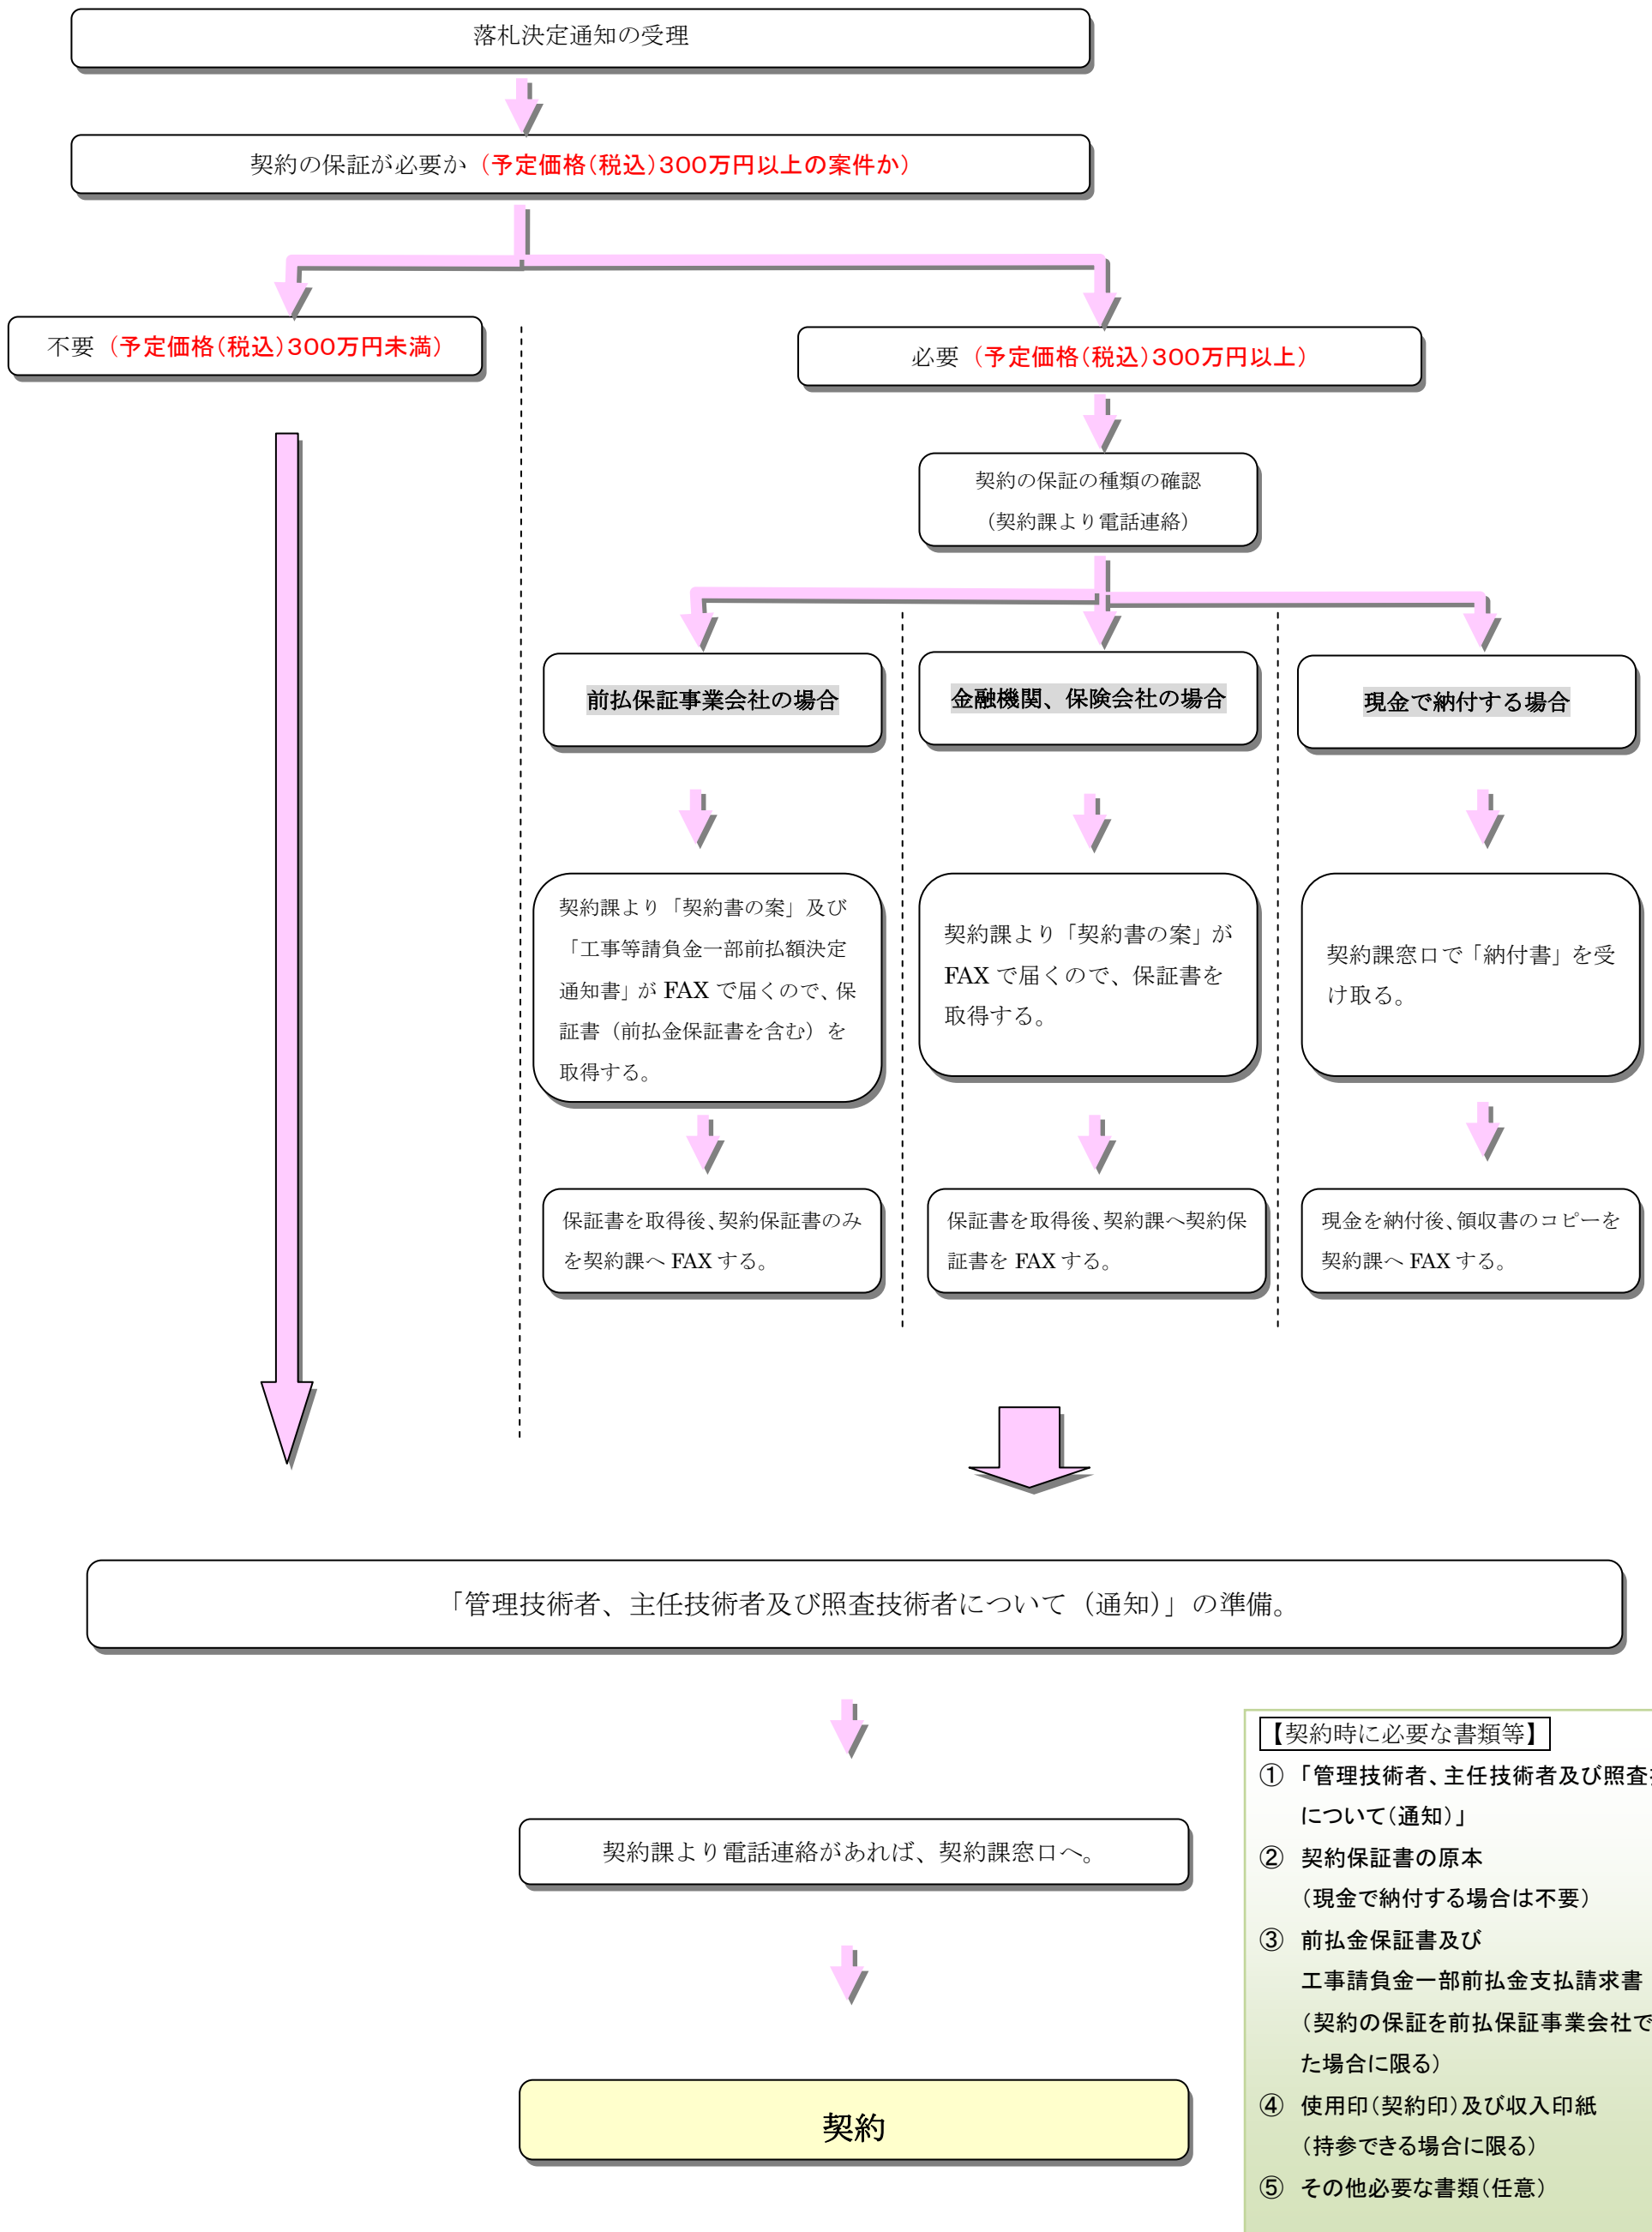 落札決定通知の受理
契約の保証が必要か（予定価格(税込)300万円以上の案件か）
不要（予定価格(税込)300万円未満）
必要（予定価格(税込)300万円以上）
契約の保証の種類の確認
（契約課より電話連絡）
前払保証事業会社の場合
金融機関、保険会社の場合
現金で納付する場合
契約課より「契約書の案」及び
「工事等請負金一部前払額決定
通知書」が FAX で届くので、保
証書（前払金保証書を含む）を
取得する。
契約課より「契約書の案」が
FAX で届くので、保証書を
取得する。
契約課窓口で「納付書」を受
け取る。
保証書を取得後、契約保証書のみ
を契約課へ FAX する。
保証書を取得後、契約課へ契約保
証書を FAX する。
現金を納付後、領収書のコピーを
契約課へ FAX する。
「管理技術者、主任技術者及び照査技術者について（通知）」の準備。
契約課より電話連絡があれば、契約課窓口へ。
契約
【契約時に必要な書類等】
① 「管理技術者、主任技術者及び照査
について(通知)」
② 契約保証書の原本
（現金で納付する場合は不要）
③ 前払金保証書及び
工事請負金一部前払金支払請求書
（契約の保証を前払保証事業会社で
た場合に限る）
④ 使用印(契約印)及び収入印紙
（持参できる場合に限る）
⑤ その他必要な書類(任意)